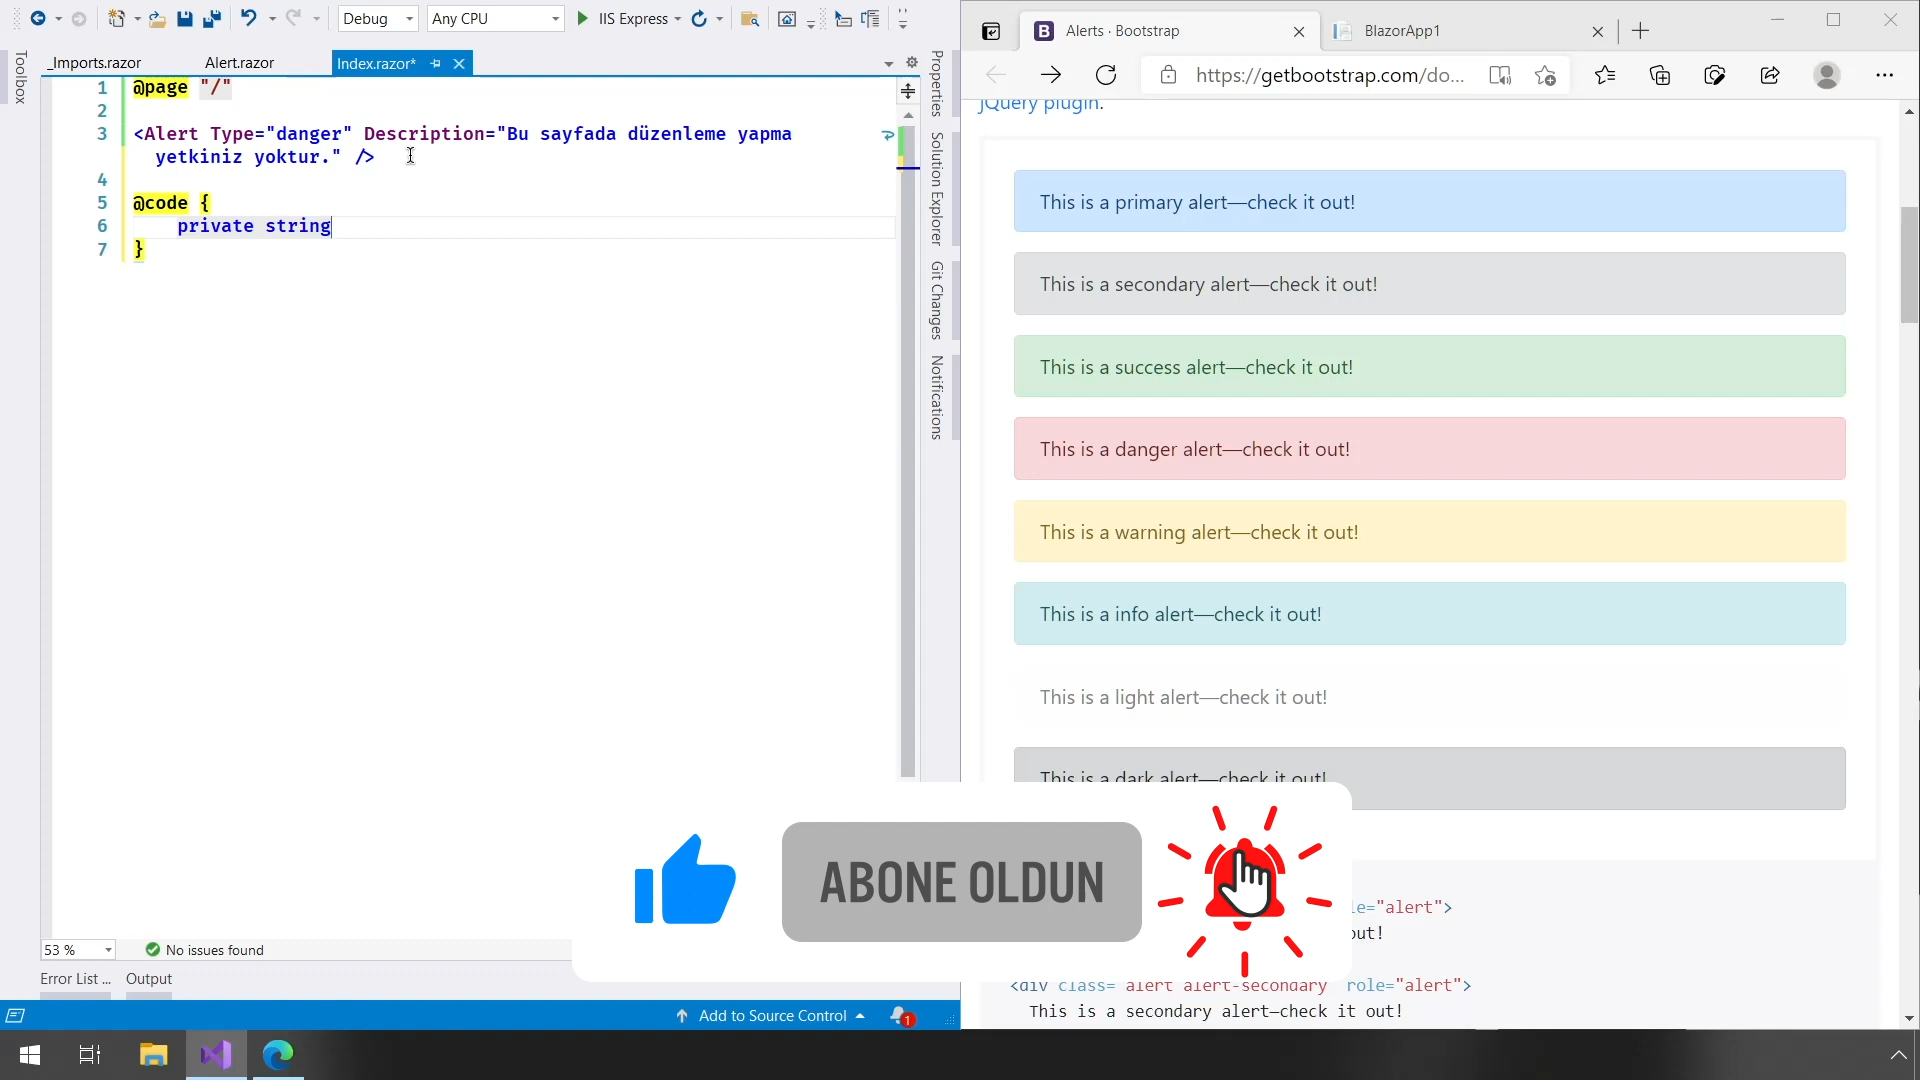 Debug
Any CPU
IIS Express
Toolbox
_Imports.razor
Alert.razor
Index.razor*
1 @page "/"
2
3 <Alert Type="danger" Description="Bu sayfada düzenleme yapma
yetkiniz yoktur." />
4
5 @code {
6 private string
7 }
Properties
Solution Explorer
Git Changes
Notifications
53 %
No issues found
Error List ...
Output
Add to Source Control
1
Alerts · Bootstrap
BlazorApp1
https://getbootstrap.com/do...
jQuery plugin.
This is a primary alert—check it out!
This is a secondary alert—check it out!
This is a success alert—check it out!
This is a danger alert—check it out!
This is a warning alert—check it out!
This is a info alert—check it out!
This is a light alert—check it out!
This is a dark alert—check it out!
ABONE OLDUN
le="alert">
out!
<div class="alert alert-secondary" role="alert">
This is a secondary alert—check it out!